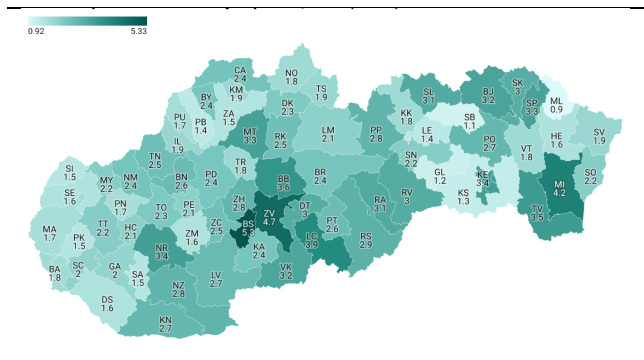 0.92 5.33
CA
2.4
NO
1.8
TS
1.9
BY
2.4
KM
1.9
DK
2.3
PU
1.7
PB
1.4
ZA
1.5
MT
3.3
RK
2.5
LM
2.1
PP
2.8
KK
1.8
SL
3.1
BJ
3.2
SK
3
SP
3.3
ML
0.9
SB
1.1
LE
1.4
PO
2.7
VT
1.8
HE
1.6
SV
1.9
IL
1.9
TN
2.5
TR
1.8
SN
2.2
GL
1.2
KE
3.4
KS
1.3
MI
4.2
SO
2.2
TV
3.5
SI
1.5
SE
1.6
MY
2.2
NM
2.4
BN
2.6
PD
2.4
BB
3.6
BR
2.4
RA
3.1
RV
3
MA
1.7
PK
1.5
PN
1.7
TT
2.2
HC
2.1
TO
2.3
PE
2.1
ZM
1.6
ZC
2.5
ZH
2.8
BS
ZV
4.7
DT
3
LC
3.9
PT
2.6
RS
2.9
BA
1.8
SC
2
GA
2
SA
1.5
NR
3.4
KA
2.4
VK
3.2
LV
2.7
NZ
2.8
DS
1.6
KN
2.7